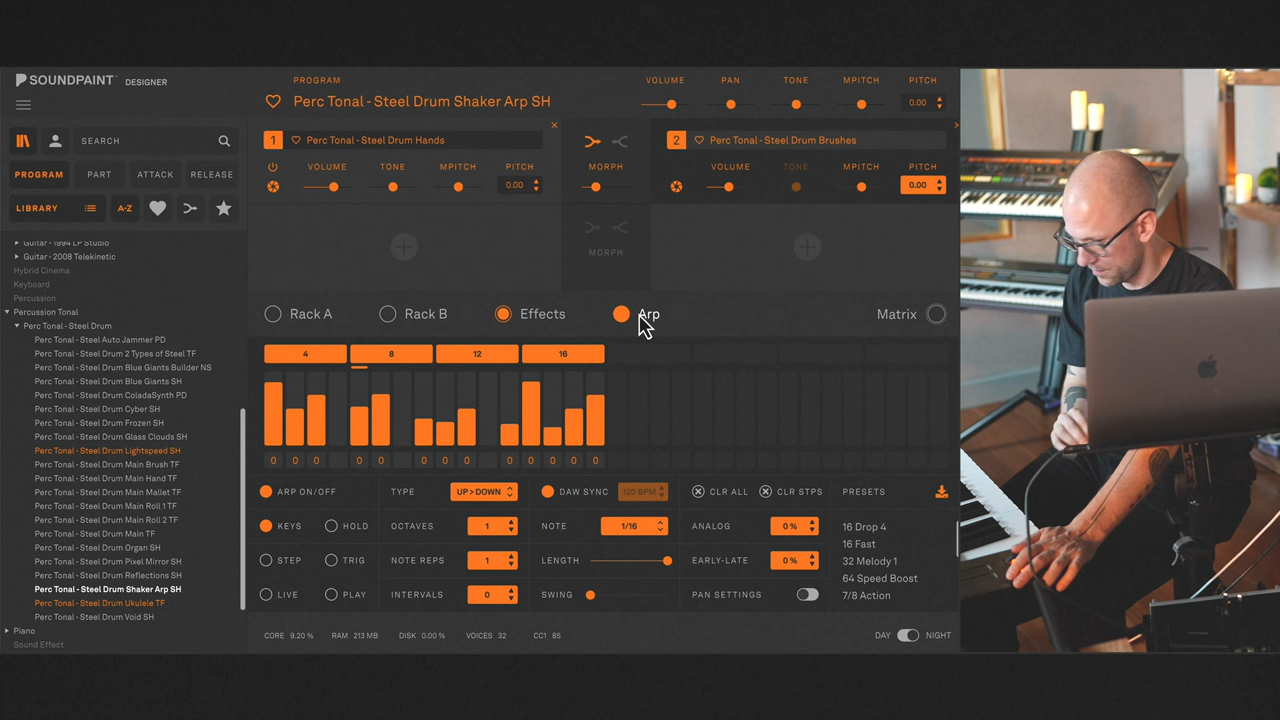 SOUNDPAINT™ DESIGNER
SEARCH
PROGRAM PART ATTACK RELEASE
LIBRARY A-Z
Guitar - 1994 LP Studio
Guitar - 2008 Telekinetic
Hybrid Cinema
Keyboard
Percussion
Percussion Tonal
Perc Tonal - Steel Drum
Perc Tonal - Steel Auto Jammer PD
Perc Tonal - Steel Drum 2 Types of Steel TF
Perc Tonal - Steel Drum Blue Giants Builder NS
Perc Tonal - Steel Drum Blue Giants SH
Perc Tonal - Steel Drum ColadaSynth PD
Perc Tonal - Steel Drum Cyber SH
Perc Tonal - Steel Drum Frozen SH
Perc Tonal - Steel Drum Glass Clouds SH
Perc Tonal - Steel Drum Lightspeed SH
Perc Tonal - Steel Drum Main Brush TF
Perc Tonal - Steel Drum Main Hand TF
Perc Tonal - Steel Drum Main Mallet TF
Perc Tonal - Steel Drum Main Roll 1 TF
Perc Tonal - Steel Drum Main Roll 2 TF
Perc Tonal - Steel Drum Main TF
Perc Tonal - Steel Drum Organ SH
Perc Tonal - Steel Drum Pixel Mirror SH
Perc Tonal - Steel Drum Reflections SH
Perc Tonal - Steel Drum Shaker Arp SH
Perc Tonal - Steel Drum Ukulele TF
Perc Tonal - Steel Drum Void SH
Piano
Sound Effect
PROGRAM
Perc Tonal - Steel Drum Shaker Arp SH
VOLUME PAN TONE MPITCH PITCH
0.00
1 Perc Tonal - Steel Drum Hands
VOLUME TONE MPITCH PITCH
0.00
MORPH
2 Perc Tonal - Steel Drum Brushes
VOLUME TONE MPITCH PITCH
0.00
MORPH
Rack A Rack B Effects Arp Matrix
4 8 12 16
0 0 0 0 0 0 0 0 0 0 0 0 0
ARP ON/OFF TYPE UP > DOWN DAW SYNC 120 BPM CLR ALL CLR STPS PRESETS
KEYS HOLD OCTAVES 1 NOTE 1/16 ANALOG 0 % 16 Drop 4
16 Fast
STEP TRIG NOTE REPS 1 LENGTH EARLY-LATE 0 % 32 Melody 1
64 Speed Boost
LIVE PLAY INTERVALS 0 SWING PAN SETTINGS 7/8 Action
CORE 9.20 % RAM 213 MB DISK 0.00 % VOICES 32 CC1 85 DAY NIGHT